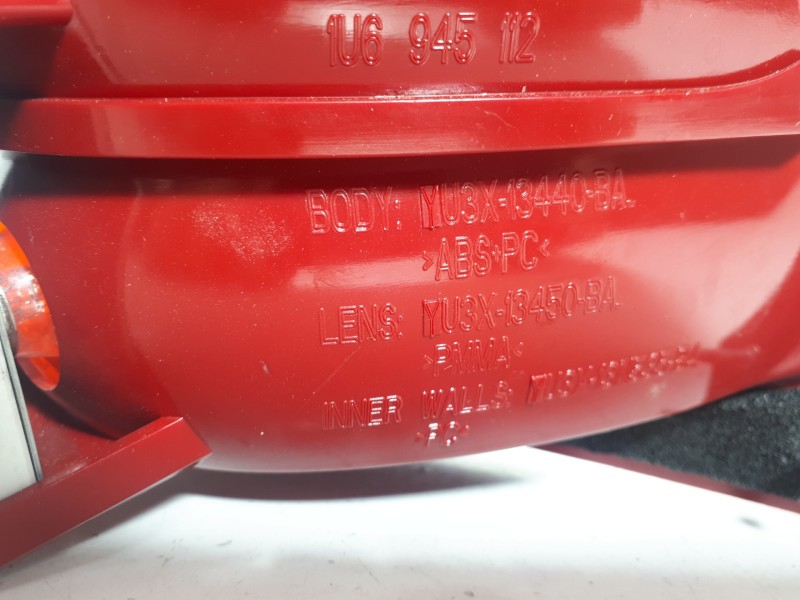 1U6 945 112
BODY: YU3X-13440-BA.
>ABS+PC<
LENS: YU3X-13450-BA.
>PMMA<
INNER WALLS:
>PC<